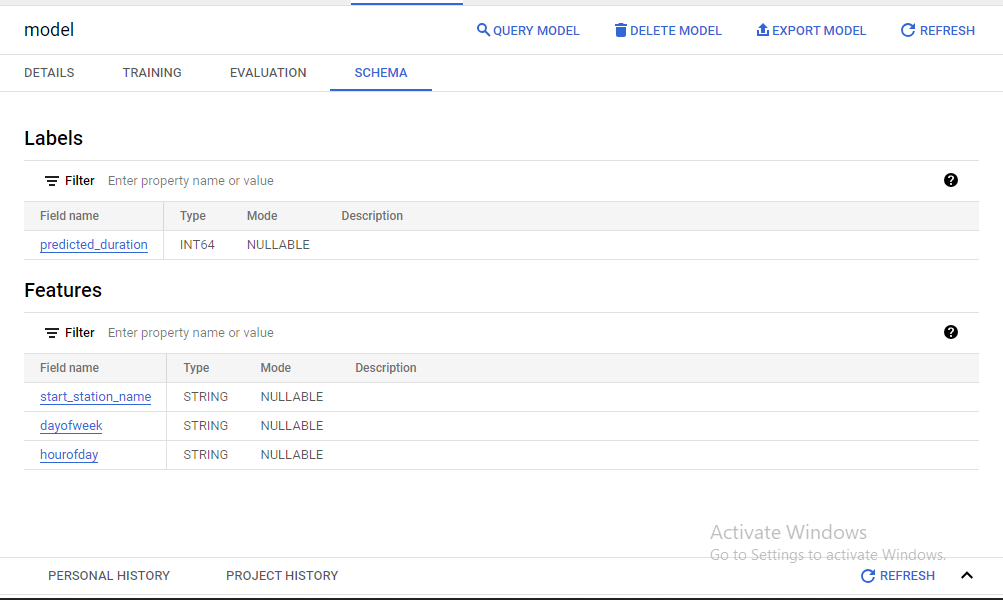 model QUERY MODEL DELETE MODEL EXPORT MODEL REFRESH
DETAILS TRAINING EVALUATION SCHEMA
Labels
Filter Enter property name or value ?
Field name Type Mode Description
predicted_duration INT64 NULLABLE
Features
Filter Enter property name or value ?
Field name Type Mode Description
start_station_name STRING NULLABLE
dayofweek STRING NULLABLE
hourofday STRING NULLABLE
Activate Windows
Go to Settings to activate Windows.
PERSONAL HISTORY PROJECT HISTORY REFRESH